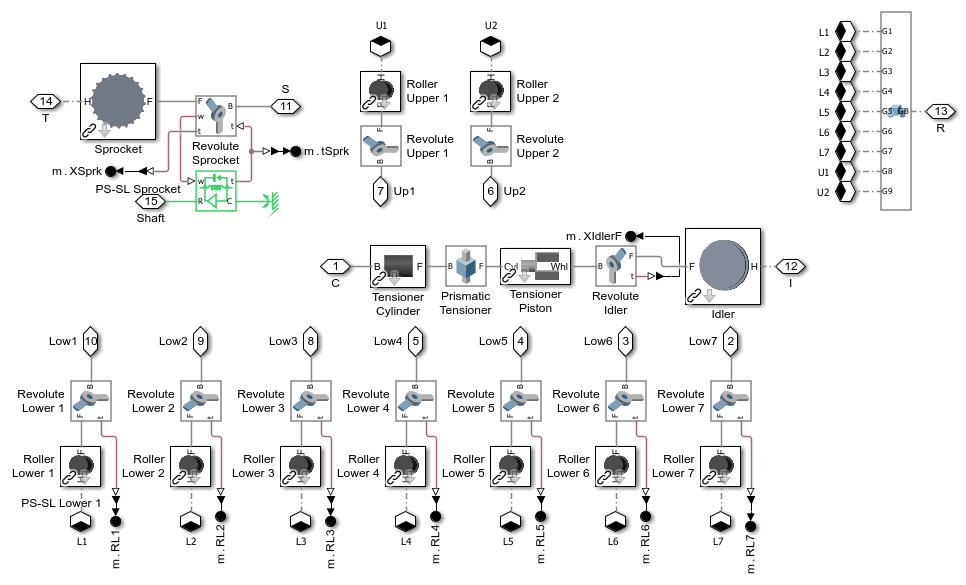 U1
U2
14
T
H
F
Sprocket
F
w
t
B
t
Revolute
Sprocket
S
11
m.tSprk
m.XSprk
PS-SL Sprocket
15
Shaft
w
t
R
C
H
Roller
Upper 1
F
B
Revolute
Upper 1
7
Up1
H
Roller
Upper 2
F
B
Revolute
Upper 2
6
Up2
L1
L2
L3
L4
L5
L6
L7
U1
U2
G1
G2
G3
G4
G5
GB
G6
G7
G8
G9
13
R
m.XIdlerF
1
C
B
F
Tensioner
Cylinder
B
F
Prismatic
Tensioner
Cyl
Whl
Tensioner
Piston
B
F
t
Revolute
Idler
F
H
Idler
12
I
Low1
10
Low2
9
Low3
8
Low4
5
Low5
4
Low6
3
Low7
2
Revolute
Lower 1
B
F
t
Revolute
Lower 2
B
F
t
Revolute
Lower 3
B
F
t
Revolute
Lower 4
B
F
t
Revolute
Lower 5
B
F
t
Revolute
Lower 6
B
F
t
Revolute
Lower 7
B
F
t
Roller
Lower 1
F
H
Roller
Lower 2
F
H
Roller
Lower 3
F
H
Roller
Lower 4
F
H
Roller
Lower 5
F
H
Roller
Lower 6
F
H
Roller
Lower 7
F
H
PS-SL Lower 1
L1
m.RL1
L2
m.RL2
L3
m.RL3
L4
m.RL4
L5
m.RL5
L6
m.RL6
L7
m.RL7